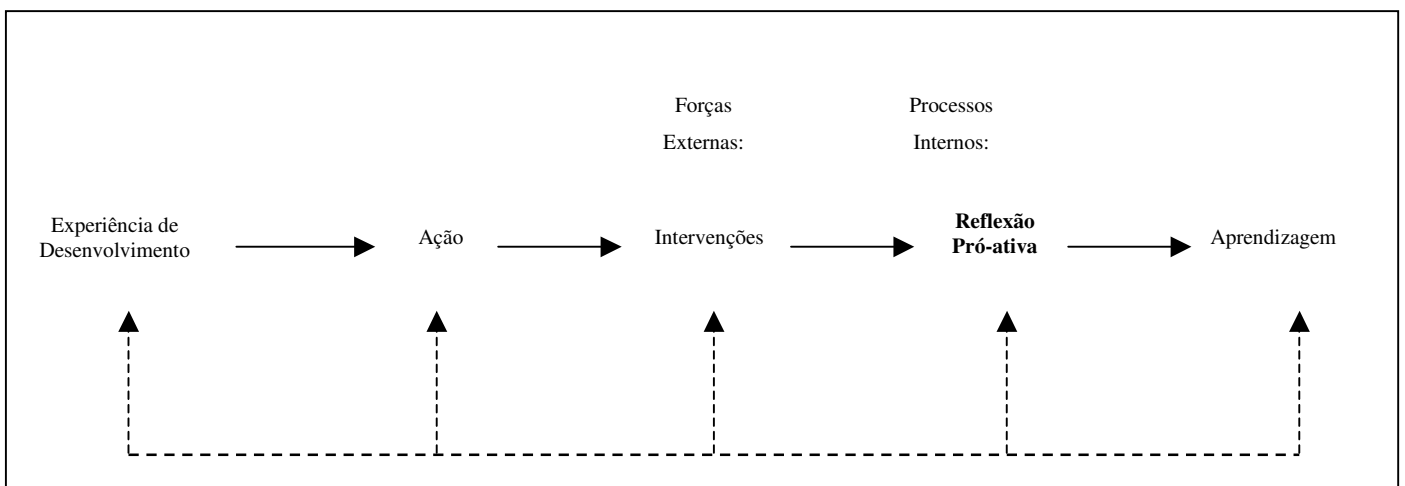 Forças
Externas:
Processos
Internos:
Experiência de
Desenvolvimento
Ação
Intervenções
Reflexão
Pró-ativa
Aprendizagem